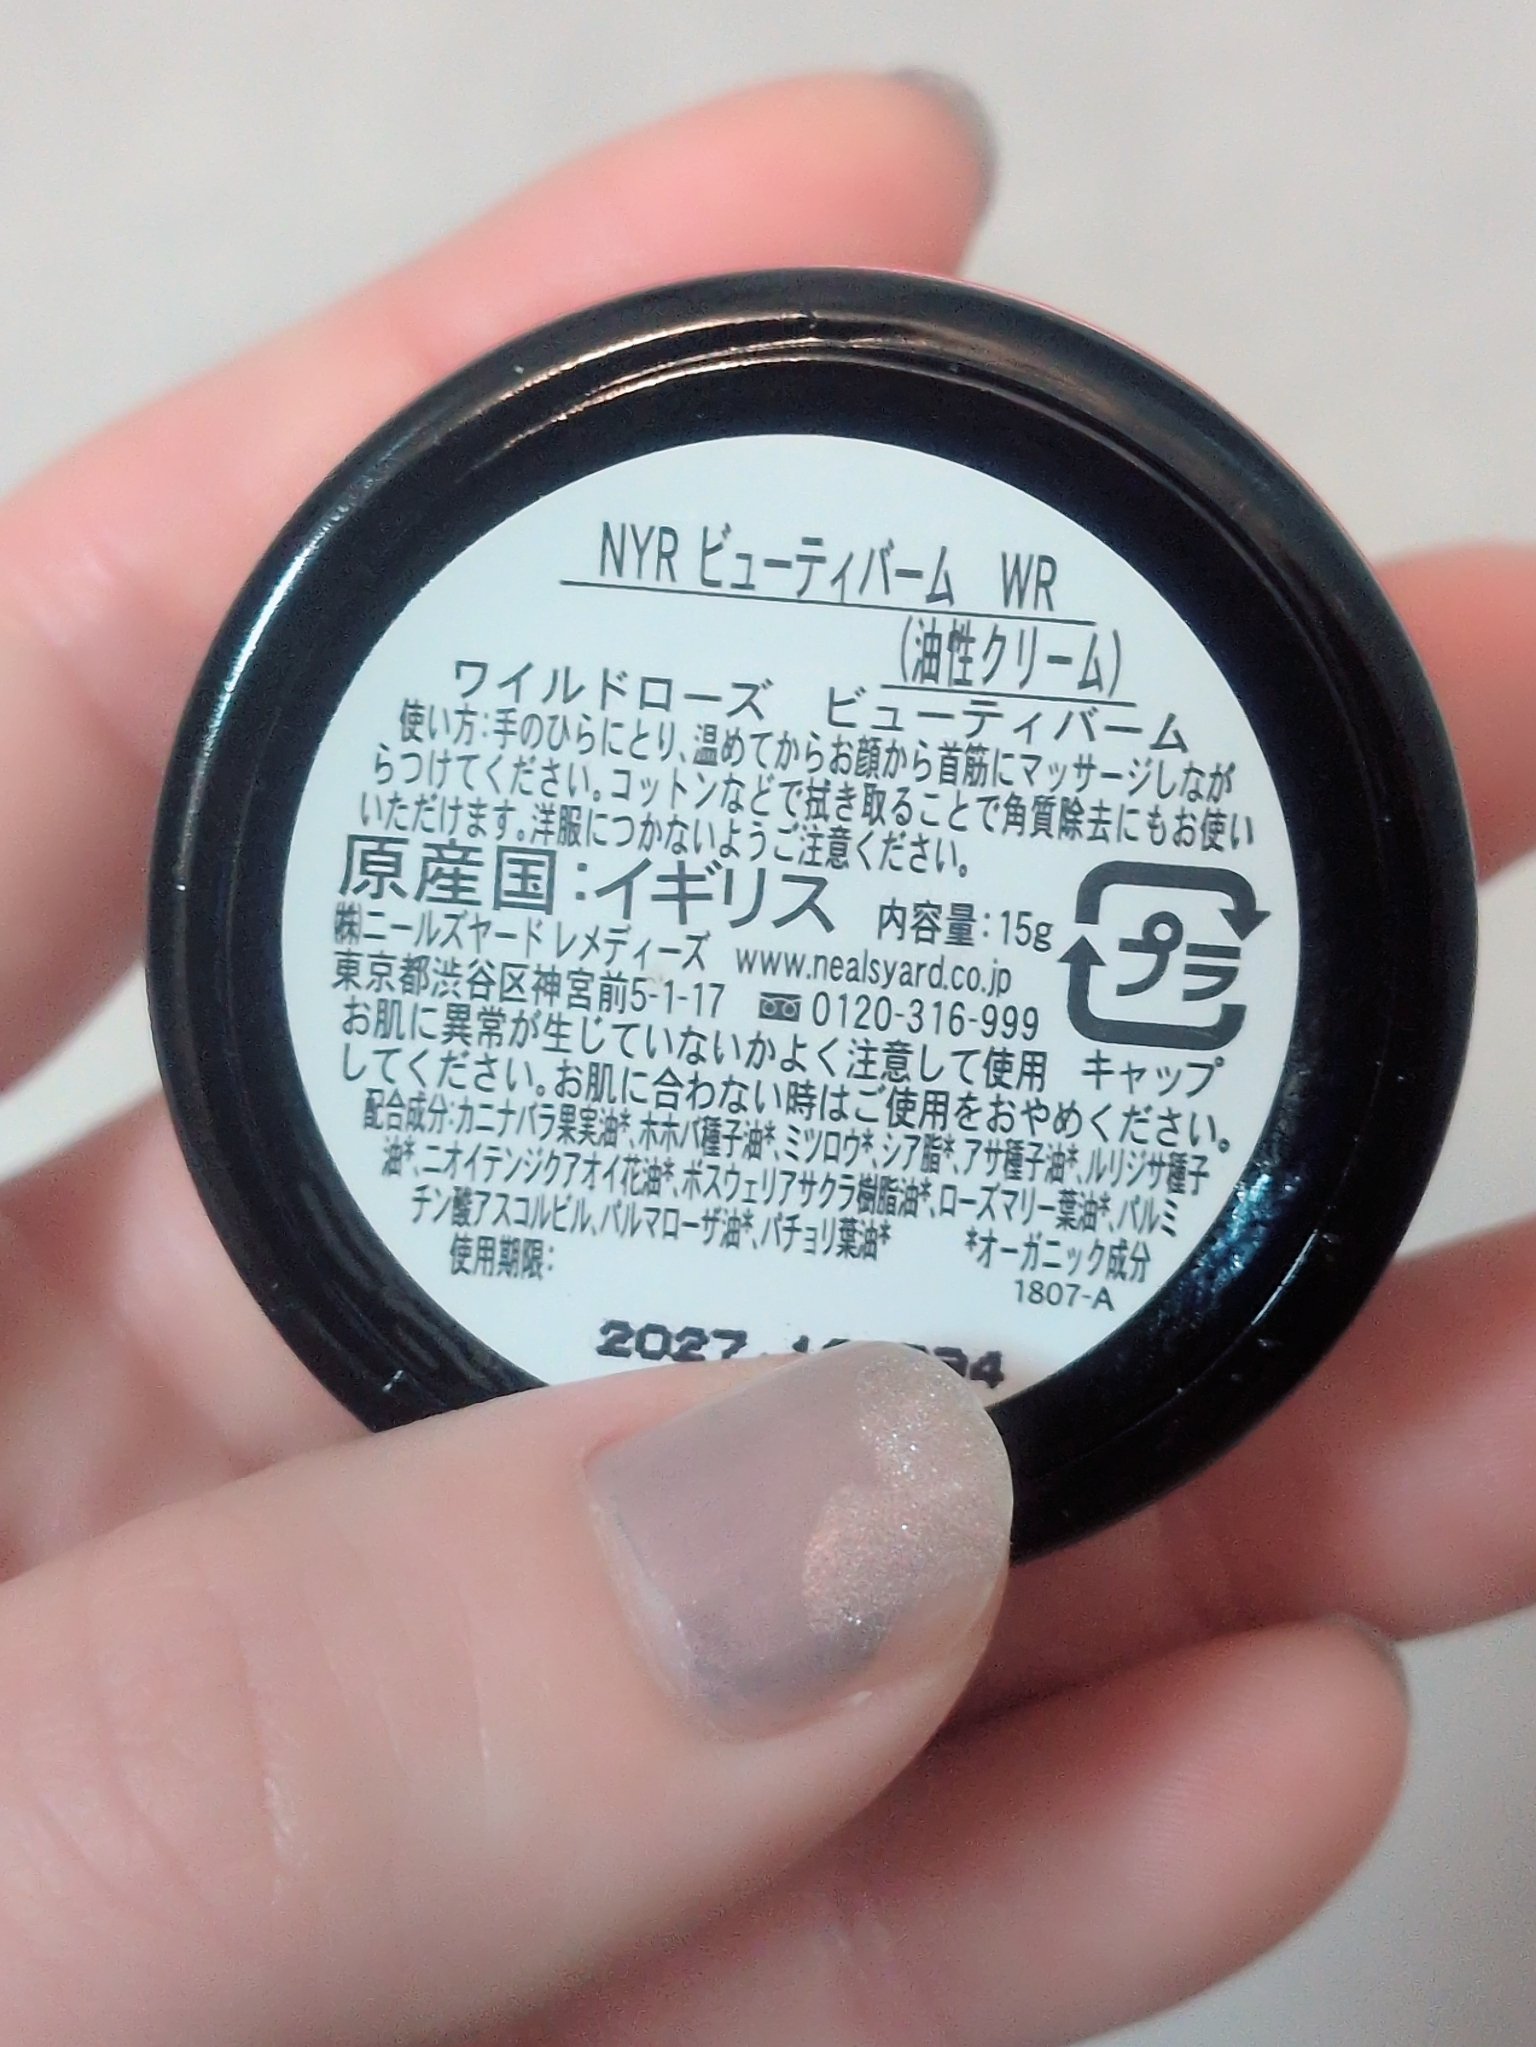 NYR ビューティバーム WR
(油性クリーム)
ワイルドローズ ビューティバーム
使い方:手のひらにとり、温めてからお顔から首筋にマッサージしなが
らつけてください。コットンなどで拭き取ることで角質除去にもお使い
いただけます。洋服につかないようご注意ください。
原産国:イギリス 内容量:15g
㈱ニールズヤード レメディーズ www.nealsyard.co.jp
東京都渋谷区神宮前5-1-17 0120-316-999
プラ
キャップ
お肌に異常が生じていないかよく注意して使用
してください。お肌に合わない時はご使用をおやめください。
配合成分:カニナバラ果実油*、ホホバ種子油*、ミツロウ*、シア脂*、アサ種子油*、ルリジサ種子
油*、ニオイテンジクアオイ花油*、ボスウェリアサクラ樹脂油*、ローズマリー葉油*、パルミ
チン酸アスコルビル、パルマローザ油*、パチョリ葉油* *オーガニック成分
使用期限:
1807-A
2027.